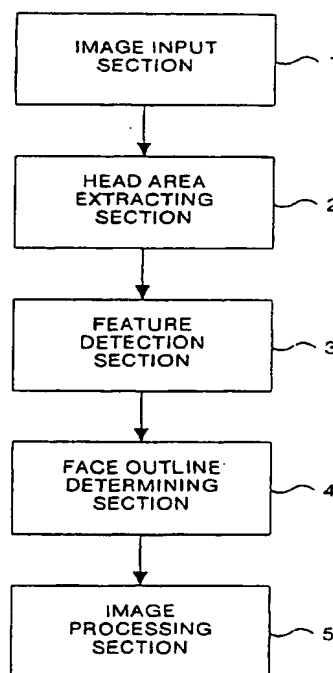 IMAGE INPUT
SECTION
HEAD AREA
EXTRACTING
SECTION
2
FEATURE
DETECTION
SECTION
3
FACE OUTLINE
DETERMINING
SECTION
4
IMAGE
PROCESSING
SECTION
5